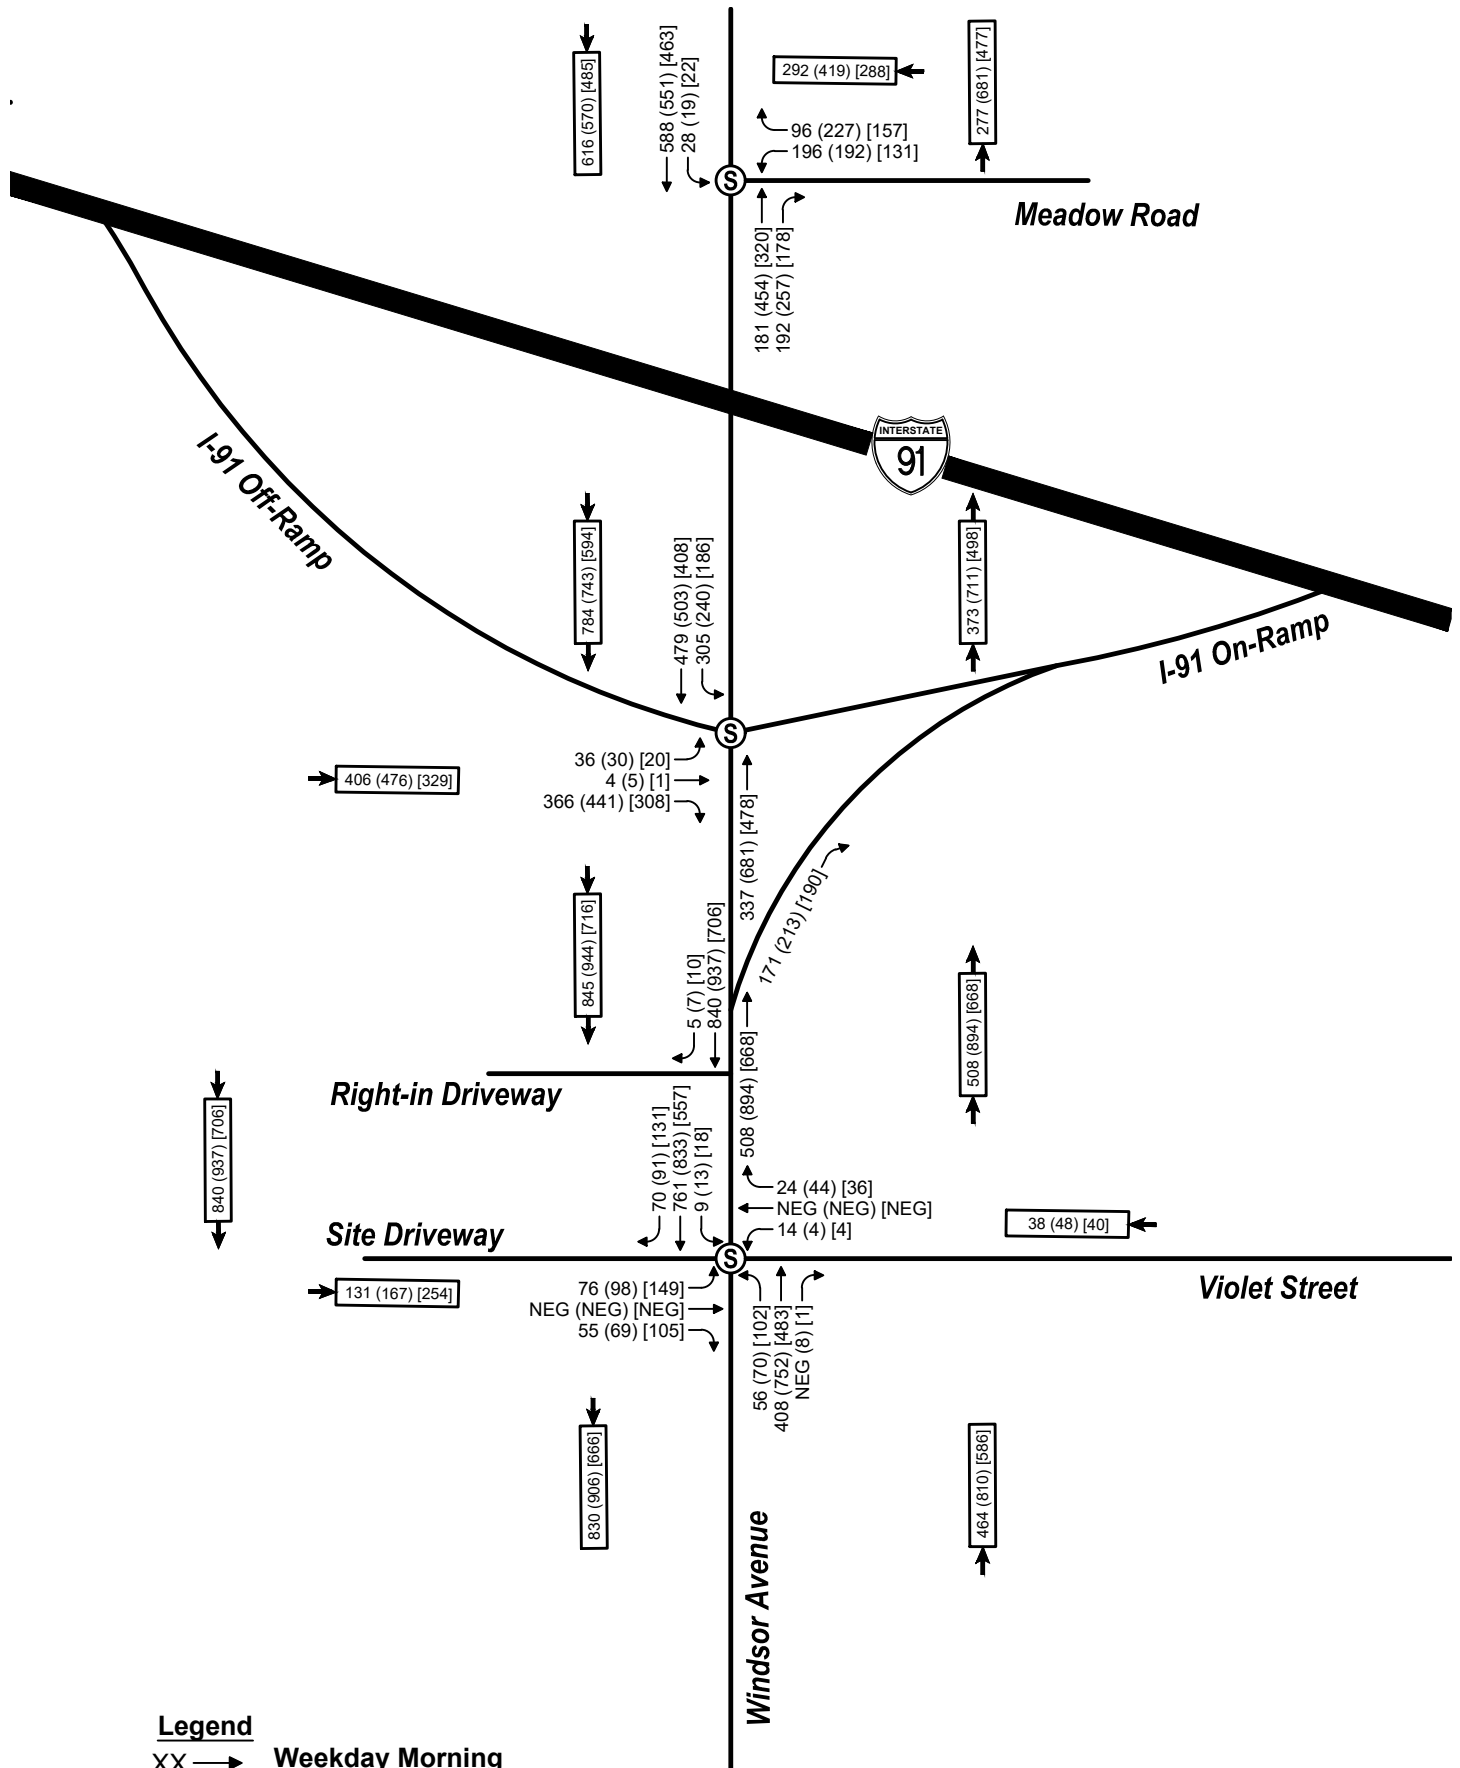 616 (570) [485]
588 (551) [463]
28 (19) [22]
292 (419) [288]
277 (681) [477]
96 (227) [157]
196 (192) [131]
S
Meadow Road
181 (454) [320]
192 (257) [178]
INTERSTATE
91
I-91 Off-Ramp
784 (743) [594]
479 (503) [408]
305 (240) [186]
373 (711) [498]
I-91 On-Ramp
S
36 (30) [20]
4 (5) [1]
366 (441) [308]
406 (476) [329]
337 (681) [478]
171 (213) [190]
845 (944) [716]
5 (7) [10]
840 (937) [706]
508 (894) [668]
508 (894) [668]
Right-in Driveway
840 (937) [706]
70 (91) [131]
761 (833) [557]
9 (13) [18]
24 (44) [36]
NEG (NEG) [NEG]
14 (4) [4]
38 (48) [40]
Site Driveway
S
Violet Street
131 (167) [254]
76 (98) [149]
NEG (NEG) [NEG]
55 (69) [105]
56 (70) [102]
408 (752) [483]
NEG (8) [1]
830 (906) [666]
464 (810) [586]
Windsor Avenue
Legend
XX Weekday Morning